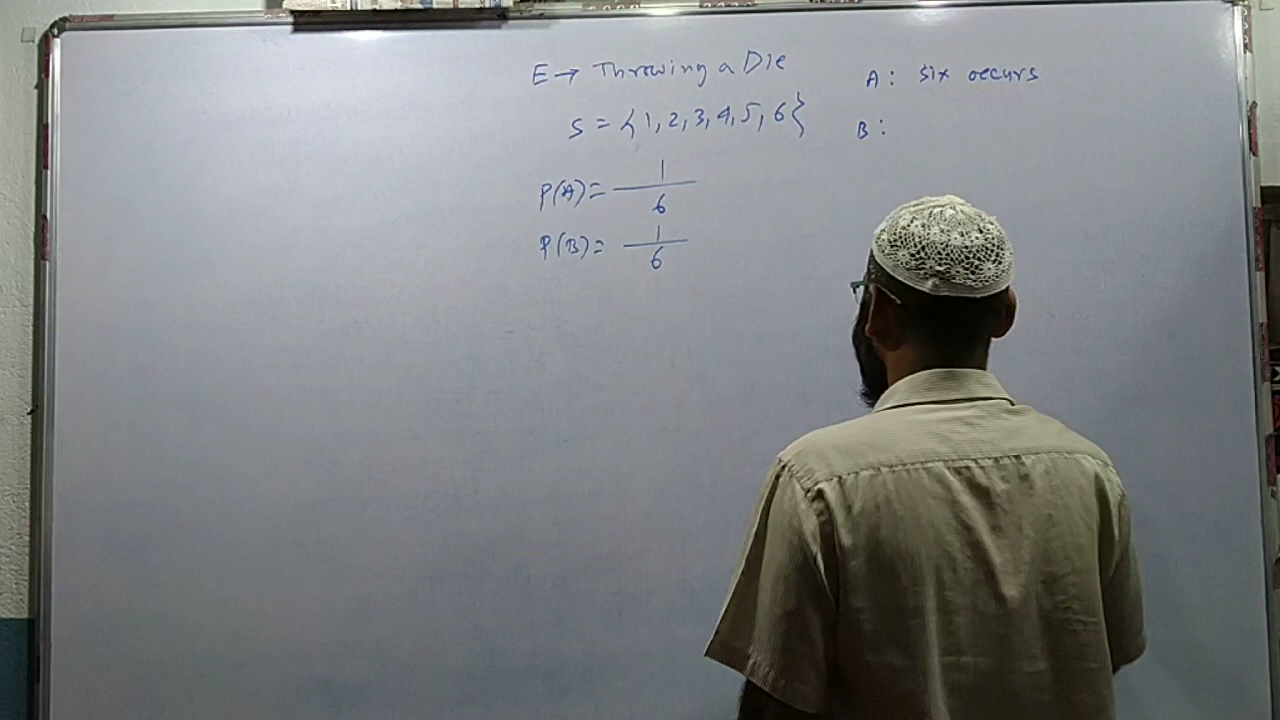 E → Throwing a Die
S = {1, 2, 3, 4, 5, 6}
P(A) = 1/6
P(B) = 1/6
A : Six occurs
B :